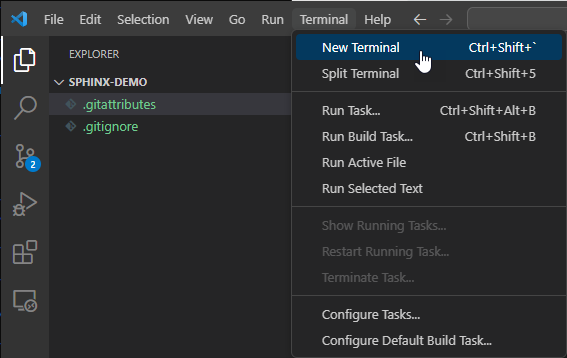 File Edit Selection View Go Run Terminal Help
EXPLORER
SPHINX-DEMO
.gitattributes
.gitignore
2
New Terminal Ctrl+Shift+`
Split Terminal Ctrl+Shift+5
Run Task... Ctrl+Shift+Alt+B
Run Build Task... Ctrl+Shift+B
Run Active File
Run Selected Text
Show Running Tasks...
Restart Running Task...
Terminate Task...
Configure Tasks...
Configure Default Build Task...